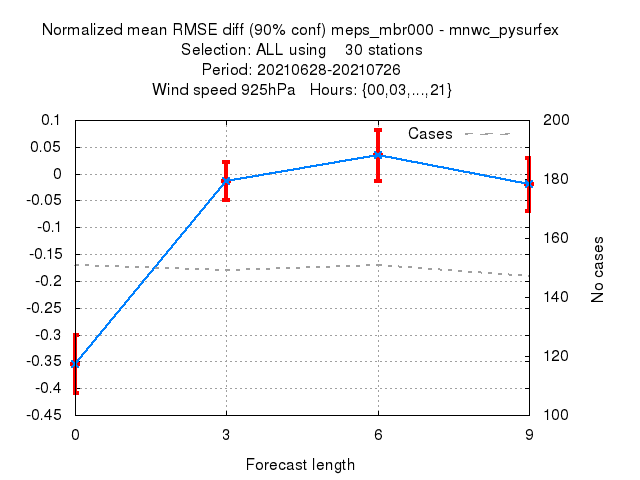 Normalized mean RMSE diff (90% conf) meps_mbr000 - mnwc_pysurfex
Selection: ALL using 30 stations
Period: 20210628-20210726
Wind speed 925hPa Hours: {00,03,...,21}
0.1 200
Cases
0.05
0 180
-0.05
-0.1 160
-0.15
-0.2 140
-0.25
-0.3
-0.35 120
-0.4
-0.45 100
No cases
0 3 6 9
Forecast length